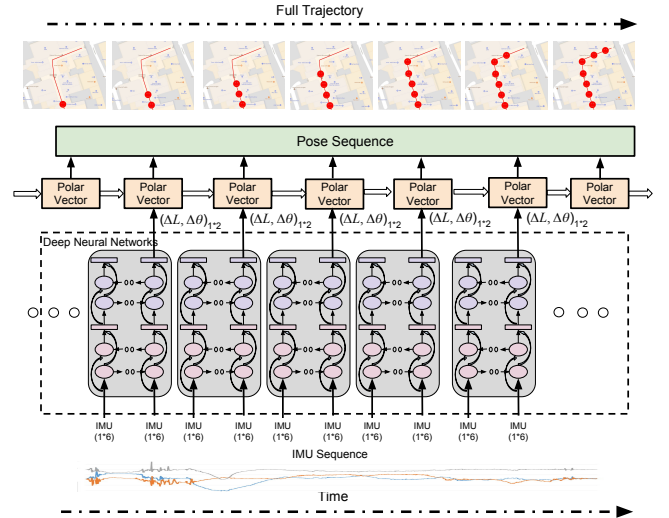 Full Trajectory
Pose Sequence
Polar Vector
Polar Vector
Polar Vector
Polar Vector
Polar Vector
Polar Vector
Polar Vector
(ΔL, Δθ)1*2
(ΔL, Δθ)1*2
(ΔL, Δθ)1*2
(ΔL, Δθ)1*2
(ΔL, Δθ)1*2
Deep Neural Networks
IMU IMU IMU IMU IMU IMU IMU IMU IMU IMU
(1*6) (1*6) (1*6) (1*6) (1*6) (1*6) (1*6) (1*6) (1*6) (1*6)
IMU Sequence
Time